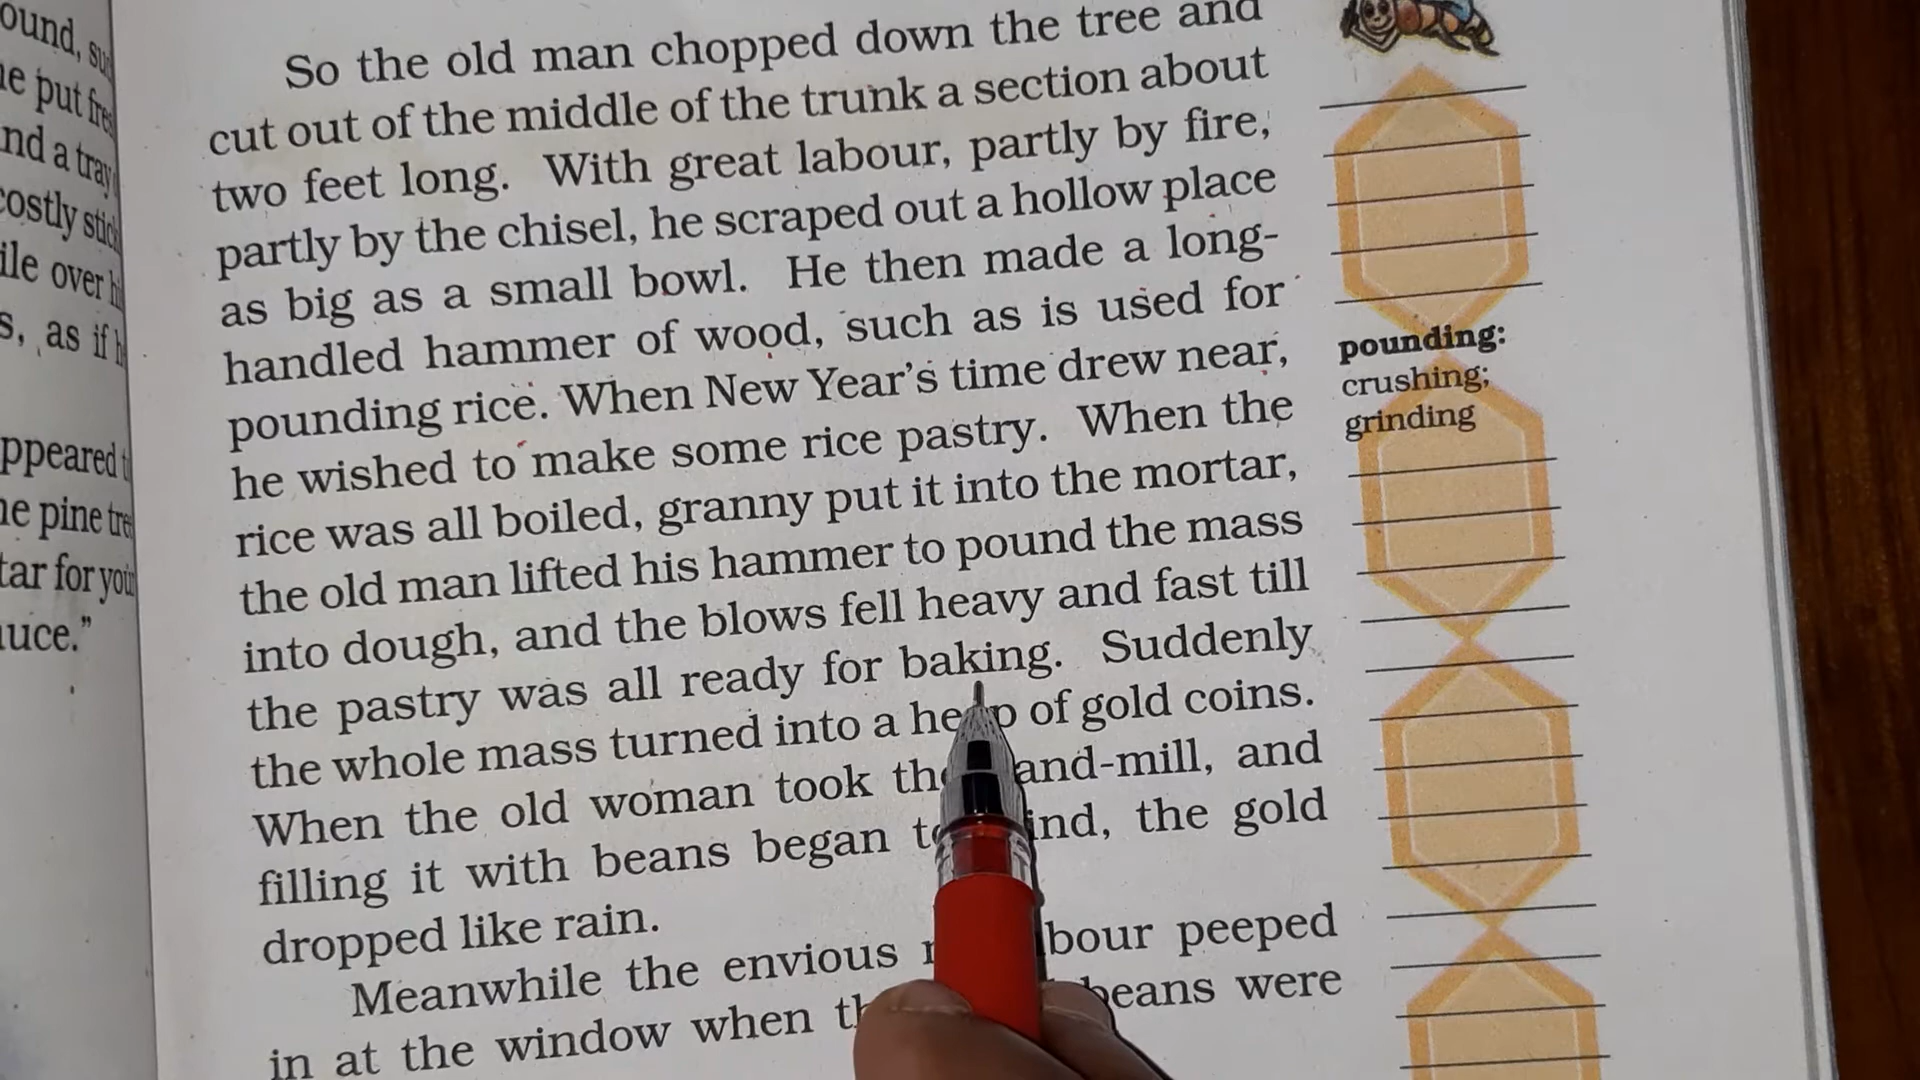 ound,
he put
nd a tray
costly
ile over
s, as if
ppeared
he pine
tar for
uce."
So the old man chopped down the tree and
cut out of the middle of the trunk a section about
two feet long. With great labour, partly by fire,
partly by the chisel, he scraped out a hollow place
as big as a small bowl. He then made a long-
handled hammer of wood, such as is used for
pounding rice. When New Year's time drew near,
he wished to make some rice pastry. When the
rice was all boiled, granny put it into the mortar,
the old man lifted his hammer to pound the mass
into dough, and the blows fell heavy and fast till
the pastry was all ready for baking. Suddenly
the whole mass turned into a heap of gold coins.
When the old woman took the and-mill, and
filling it with beans began to ind, the gold
dropped like rain.
Meanwhile the envious bour peeped
in at the window when beans were
pounding:
crushing;
grinding